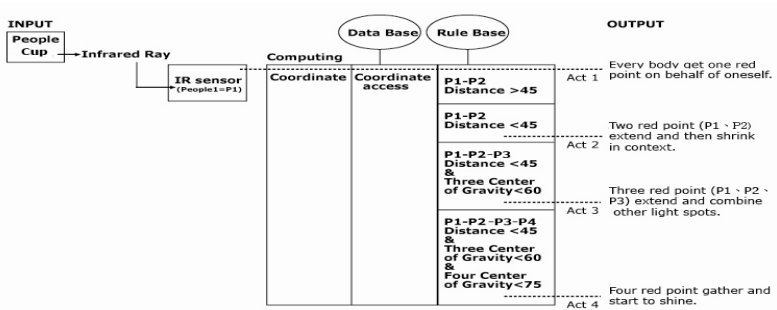 INPUT
People
Cup
Infrared Ray
IR sensor
(People1=P1)
Computing
Coordinate
Coordinate
access
Data Base
Rule Base
P1-P2
Distance >45
P1-P2
Distance <45
P1-P2-P3
Distance <45
&
Three Center
of Gravity<60
P1-P2-P3-P4
Distance <45
&
Three Center
of Gravity<60
&
Four Center
of Gravity<75
OUTPUT
Act 1
Every body get one red
point on behalf of oneself.
Act 2
Two red point (P1、P2)
extend and then shrink
in context.
Act 3
Three red point (P1、P2、
P3) extend and combine
other light spots.
Act 4
Four red point gather and
start to shine.